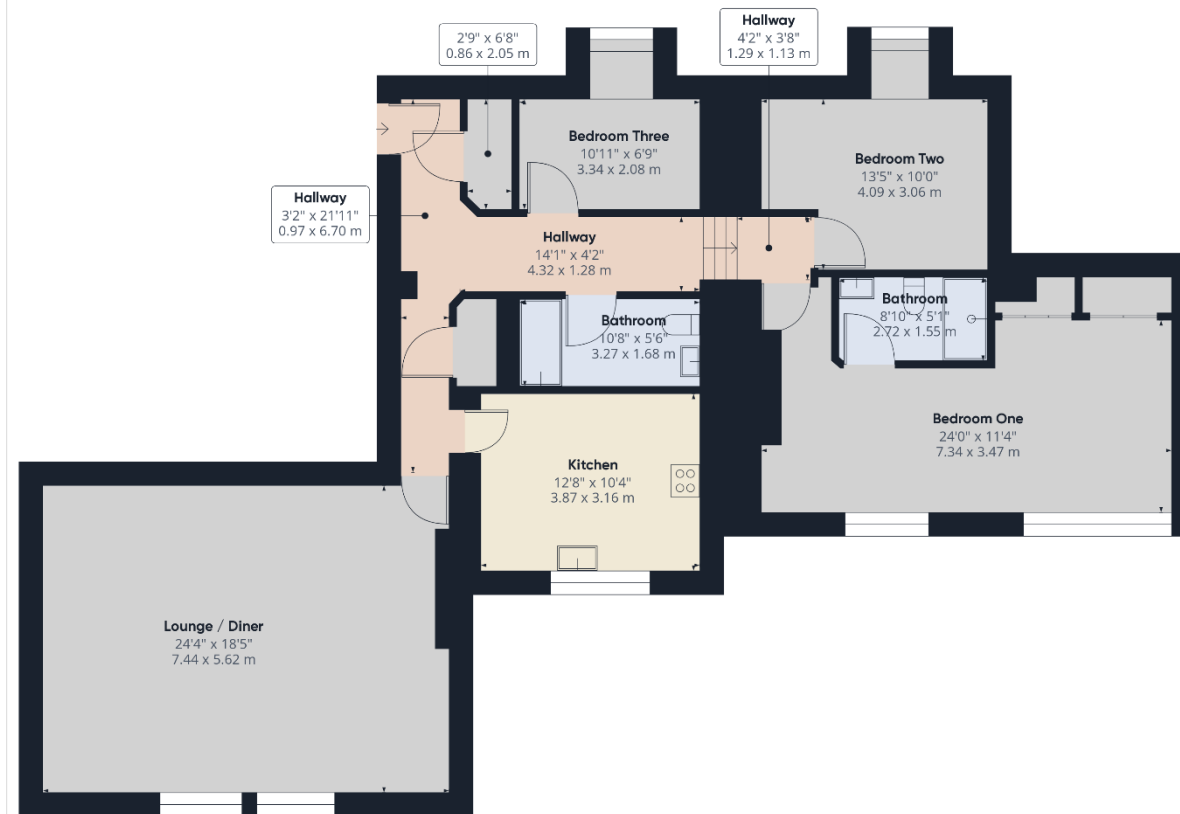 2'9" x 6'8"
0.86 x 2.05 m
Hallway
4'2" x 3'8"
1.29 x 1.13 m
Bedroom Three
10'11" x 6'9"
3.34 x 2.08 m
Bedroom Two
13'5" x 10'0"
4.09 x 3.06 m
Hallway
3'2" x 21'11"
0.97 x 6.70 m
Hallway
14'1" x 4'2"
4.32 x 1.28 m
Bathroom
8'10" x 5'1"
2.72 x 1.55 m
Bathroom
10'8" x 5'6"
3.27 x 1.68 m
Bedroom One
24'0" x 11'4"
7.34 x 3.47 m
Kitchen
12'8" x 10'4"
3.87 x 3.16 m
Lounge / Diner
24'4" x 18'5"
7.44 x 5.62 m